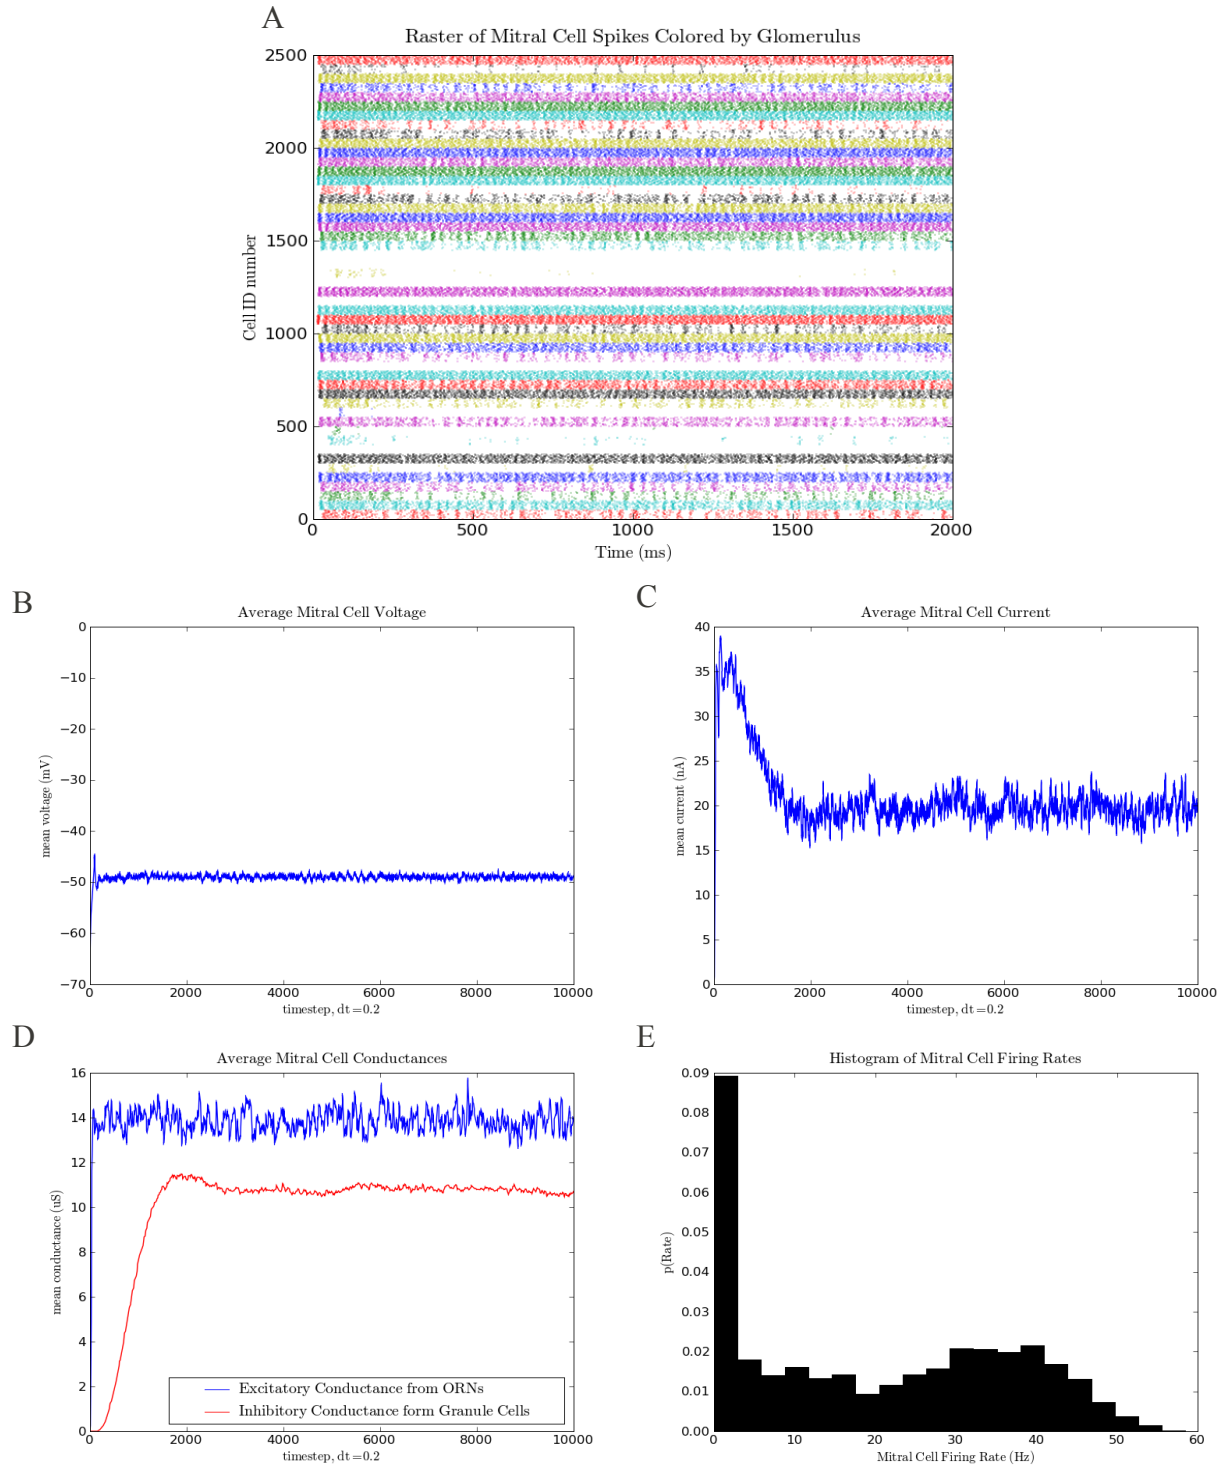 A
Raster of Mitral Cell Spikes Colored by Glomerulus
2500
2000
1500
1000
500
0
Cell ID number
0 500 1000 1500 2000
Time (ms)
B
Average Mitral Cell Voltage
0
−10
−20
−30
−40
−50
−60
−70
mean voltage (mV)
0 2000 4000 6000 8000 10000
timestep, dt=0.2
C
Average Mitral Cell Current
40
35
30
25
20
15
10
5
0
mean current (nA)
0 2000 4000 6000 8000 10000
timestep, dt=0.2
D
Average Mitral Cell Conductances
16
14
12
10
8
6
4
2
0
mean conductance (uS)
Excitatory Conductance from ORNs
Inhibitory Conductance form Granule Cells
0 2000 4000 6000 8000 10000
timestep, dt=0.2
E
Histogram of Mitral Cell Firing Rates
0.09
0.08
0.07
0.06
0.05
0.04
0.03
0.02
0.01
0.00
p(Rate)
0 10 20 30 40 50 60
Mitral Cell Firing Rate (Hz)